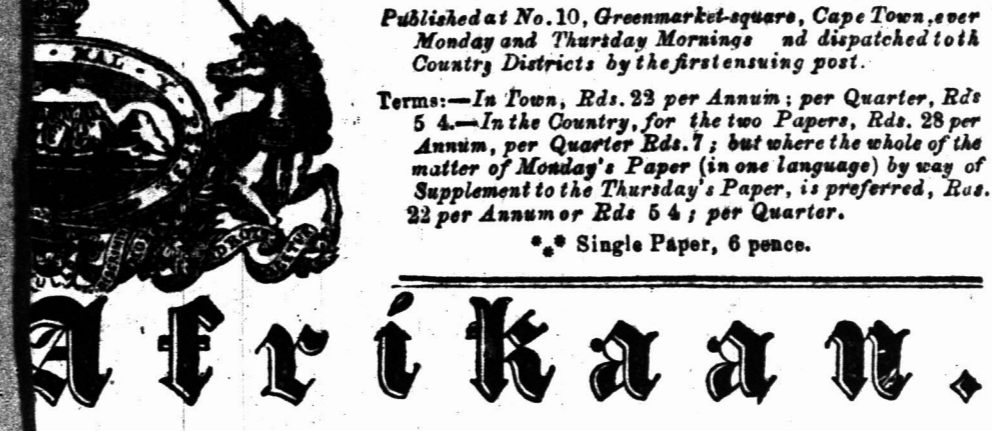 Published at No. 10, Greenmarket-square, Cape Town, ever
Monday and Thursday Mornings nd dispatched to th
Country Districts by the first ensuing post.
Terms:—In Town, Rds. 22 per Annum; per Quarter, Rds
5 4.—In the Country, for the two Papers, Rds. 28 per
Annum, per Quarter Rds. 7; but where the whole of the
matter of Monday's Paper (in one language) by way of
Supplement to the Thursday's Paper, is preferred, Rds.
22 per Annum or Rds 5 4; per Quarter.
*⁎* Single Paper, 6 pence.
MAL · Y ·
DROIT
Afrikaan.